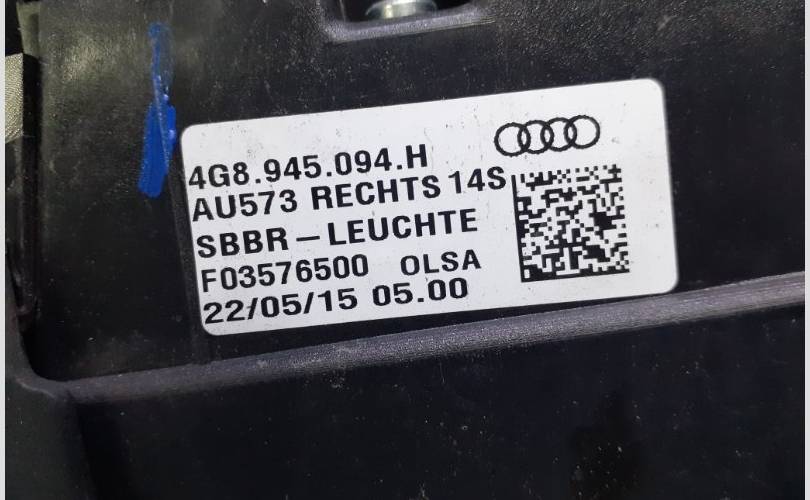 4G8.945.094.H
AU573 RECHTS 14S
SBBR-LEUCHTE
F03576500 OLSA
22/05/15 05.00